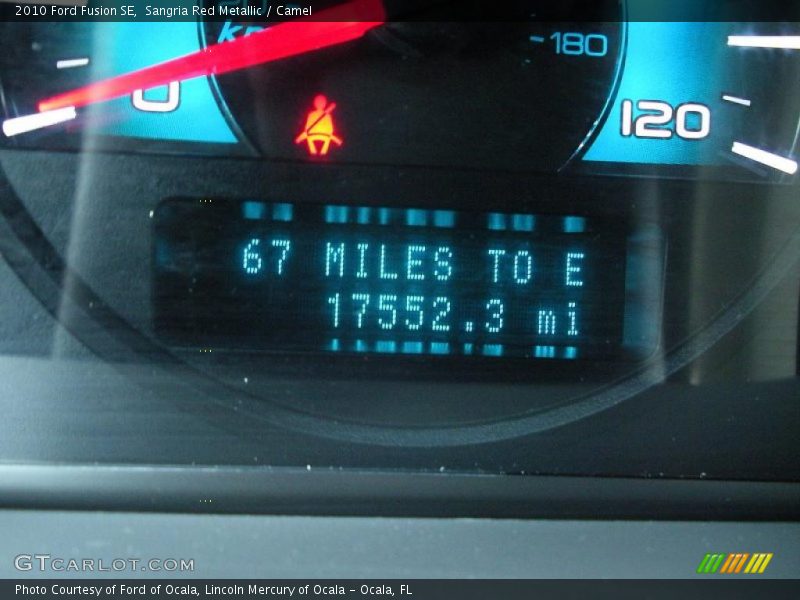 2010 Ford Fusion SE, Sangria Red Metallic / Camel
180
0
120
67 MILES TO E
17552.3 mi
GTCARLOT.COM
Photo Courtesy of Ford of Ocala, Lincoln Mercury of Ocala - Ocala, FL